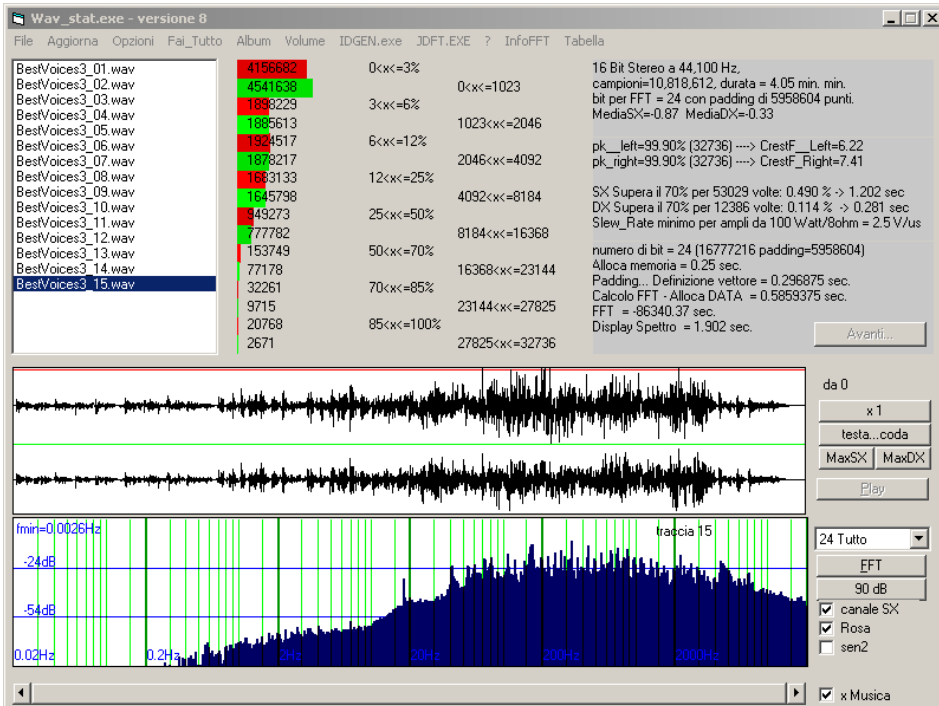 Wav_stat.exe - versione 8
File Aggiorna Opzioni Fai_Tutto Album Volume IDGEN.exe JDFT.EXE ? InfoFFT Tabella
BestVoices3_01.wav
BestVoices3_02.wav
BestVoices3_03.wav
BestVoices3_04.wav
BestVoices3_05.wav
BestVoices3_06.wav
BestVoices3_07.wav
BestVoices3_08.wav
BestVoices3_09.wav
BestVoices3_10.wav
BestVoices3_11.wav
BestVoices3_12.wav
BestVoices3_13.wav
BestVoices3_14.wav
BestVoices3_15.wav
4156682 0<x<=3%
4541638 0<x<=1023
1898229 3<x<=6%
1885613 1023<x<=2046
1924517 6<x<=12%
1878217 2046<x<=4092
1683133 12<x<=25%
1645798 4092<x<=8184
949273 25<x<=50%
777782 8184<x<=16368
153749 50<x<=70%
77178 16368<x<=23144
32261 70<x<=85%
9715 23144<x<=27825
20768 85<x<=100%
2671 27825<x<=32736
16 Bit Stereo a 44,100 Hz,
campioni=10,818,612, durata = 4.05 min. min.
bit per FFT = 24 con padding di 5958604 punti.
MediaSX=-0.87 MediaDX=-0.33
pk__left=99.90% (32736) ----> CrestF__Left=6.22
pk_right=99.90% (32736) ----> CrestF_Right=7.41
SX Supera il 70% per 53029 volte: 0.490 % -> 1.202 sec
DX Supera il 70% per 12386 volte: 0.114 % -> 0.281 sec
Slew_Rate minimo per ampli da 100 Watt/8ohm = 2.5 V/us
numero di bit = 24 (16777216 padding=5958604)
Alloca memoria = 0.25 sec.
Padding... Definizione vettore = 0.296875 sec.
Calcolo FFT - Alloca DATA = 0.5859375 sec.
FFT = -86340.37 sec.
Display Spettro = 1.902 sec.
Avanti...
da 0
x 1
testa...coda
MaxSX MaxDX
Play
fmin=0.0026Hz
traccia 15
-24dB
-54dB
0.02Hz 0.2Hz 2Hz 20Hz 200Hz 2000Hz
24 Tutto
FFT
90 dB
canale SX
Rosa
sen2
x Musica